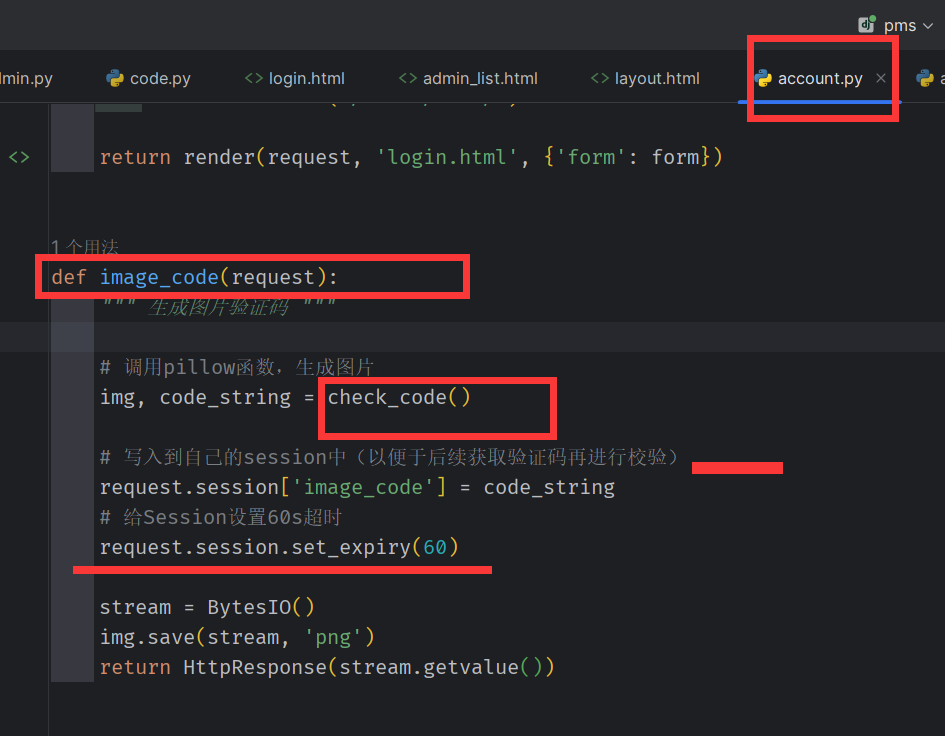 dj pms
min.py code.py <> login.html <> admin_list.html <> layout.html account.py × a
<> return render(request, 'login.html', {'form': form})
1 个用法
def image_code(request):
""" 生成图片验证码 """
# 调用pillow函数，生成图片
img, code_string = check_code()
# 写入到自己的session中（以便于后续获取验证码再进行校验）
request.session['image_code'] = code_string
# 给Session设置60s超时
request.session.set_expiry(60)
stream = BytesIO()
img.save(stream, 'png')
return HttpResponse(stream.getvalue())